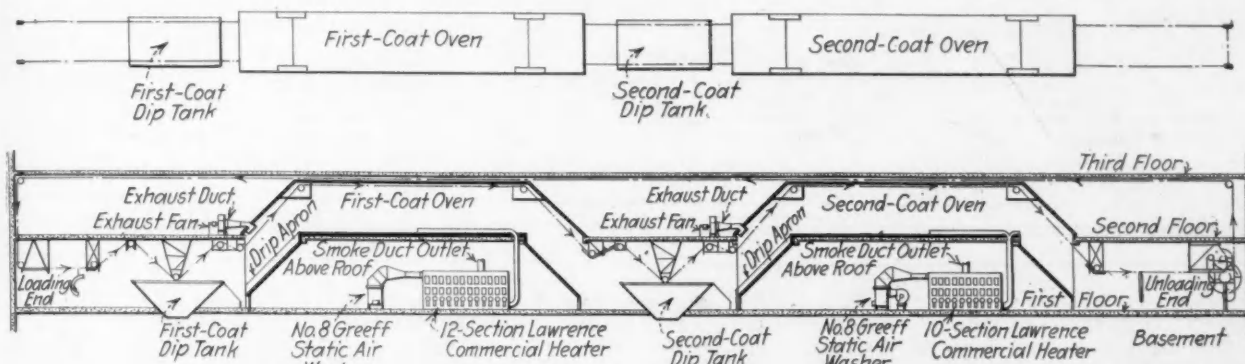 First-Coat Oven
Second-Coat Oven
First-Coat
Dip Tank
Second-Coat
Dip Tank.
Third Floor
Exhaust Duct
Exhaust Fan
First-Coat Oven
Exhaust Duct
Exhaust Fan
Second-Coat Oven
Second Floor
Drip Apron
Smoke Duct Outlet
Above Roof
Drip Apron
Smoke Duct Outlet
Above Roof
Loading
End
Unloading
End
First Floor
First-Coat
Dip Tank
No.8 Greeff
Static Air
Washer
12-Section Lawrence
Commercial Heater
Second-Coat
Dip Tank
No.8 Greeff
Static Air
Washer
10-Section Lawrence
Commercial Heater
Basement